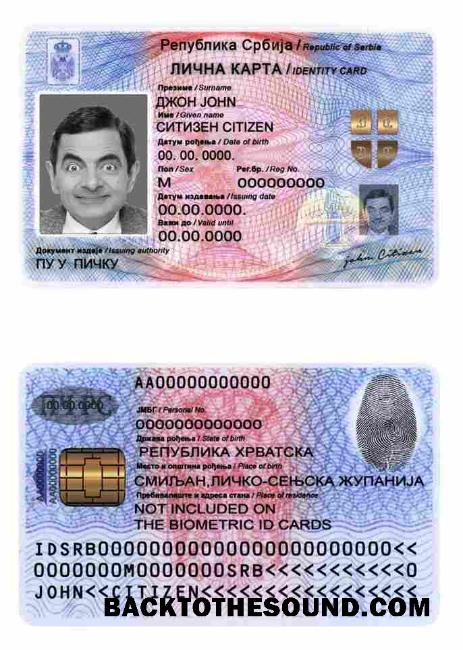 Република Србија / Republic of Serbia
ЛИЧНА КАРТА / IDENTITY CARD
Презиме / Surname
ДЖОН JOHN
Име / Given name
СИТИЗЕН CITIZEN
Датум рођења / Date of birth
00. 00. 0000.
Пол / Sex Рег.бр. / Reg No.
М 000000000
Датум издавања / Issuing date
00.00.0000.
Важи до / Valid until
00.00.0000
Документ издаје / Issuing authority
ПУ У ПИЧКУ
John Citizen
AA00000000000
00.00.0000
ЈМБГ / Personal No.
0000000000000
Држава рођења / State of birth
РЕПУБЛИКА ХРВАТСКА
Место и општина рођења / Place of birth
СМИЉАН,ЛИЧКО-СЕЊСКА ЖУПАНИЈА
Пребивалиште и адреса стана / Place of residence
NOT INCLUDED ON
THE BIOMETRIC ID CARDS
IDSRB0000000000000000000000<<
0000000M0000000SRB<<<<<<<<<<<0
JOHN<<CITIZEN<<<<<<<<<<<<<<<<<
BACKTOTHESOUND.COM